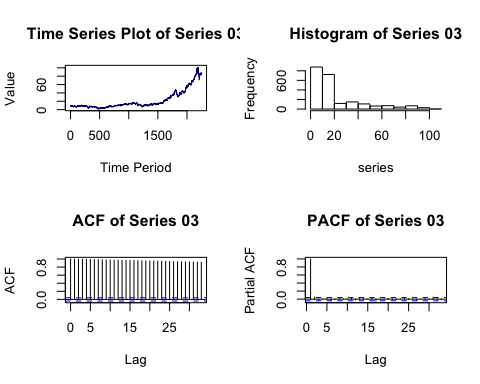 Time Series Plot of Series 03
Value
0 60
0 500 1500
Time Period
Histogram of Series 03
Frequency
0 600
0 20 60 100
series
ACF of Series 03
ACF
0.0 0.8
0 5 15 25
Lag
PACF of Series 03
Partial ACF
0.0 0.8
0 5 15 25
Lag